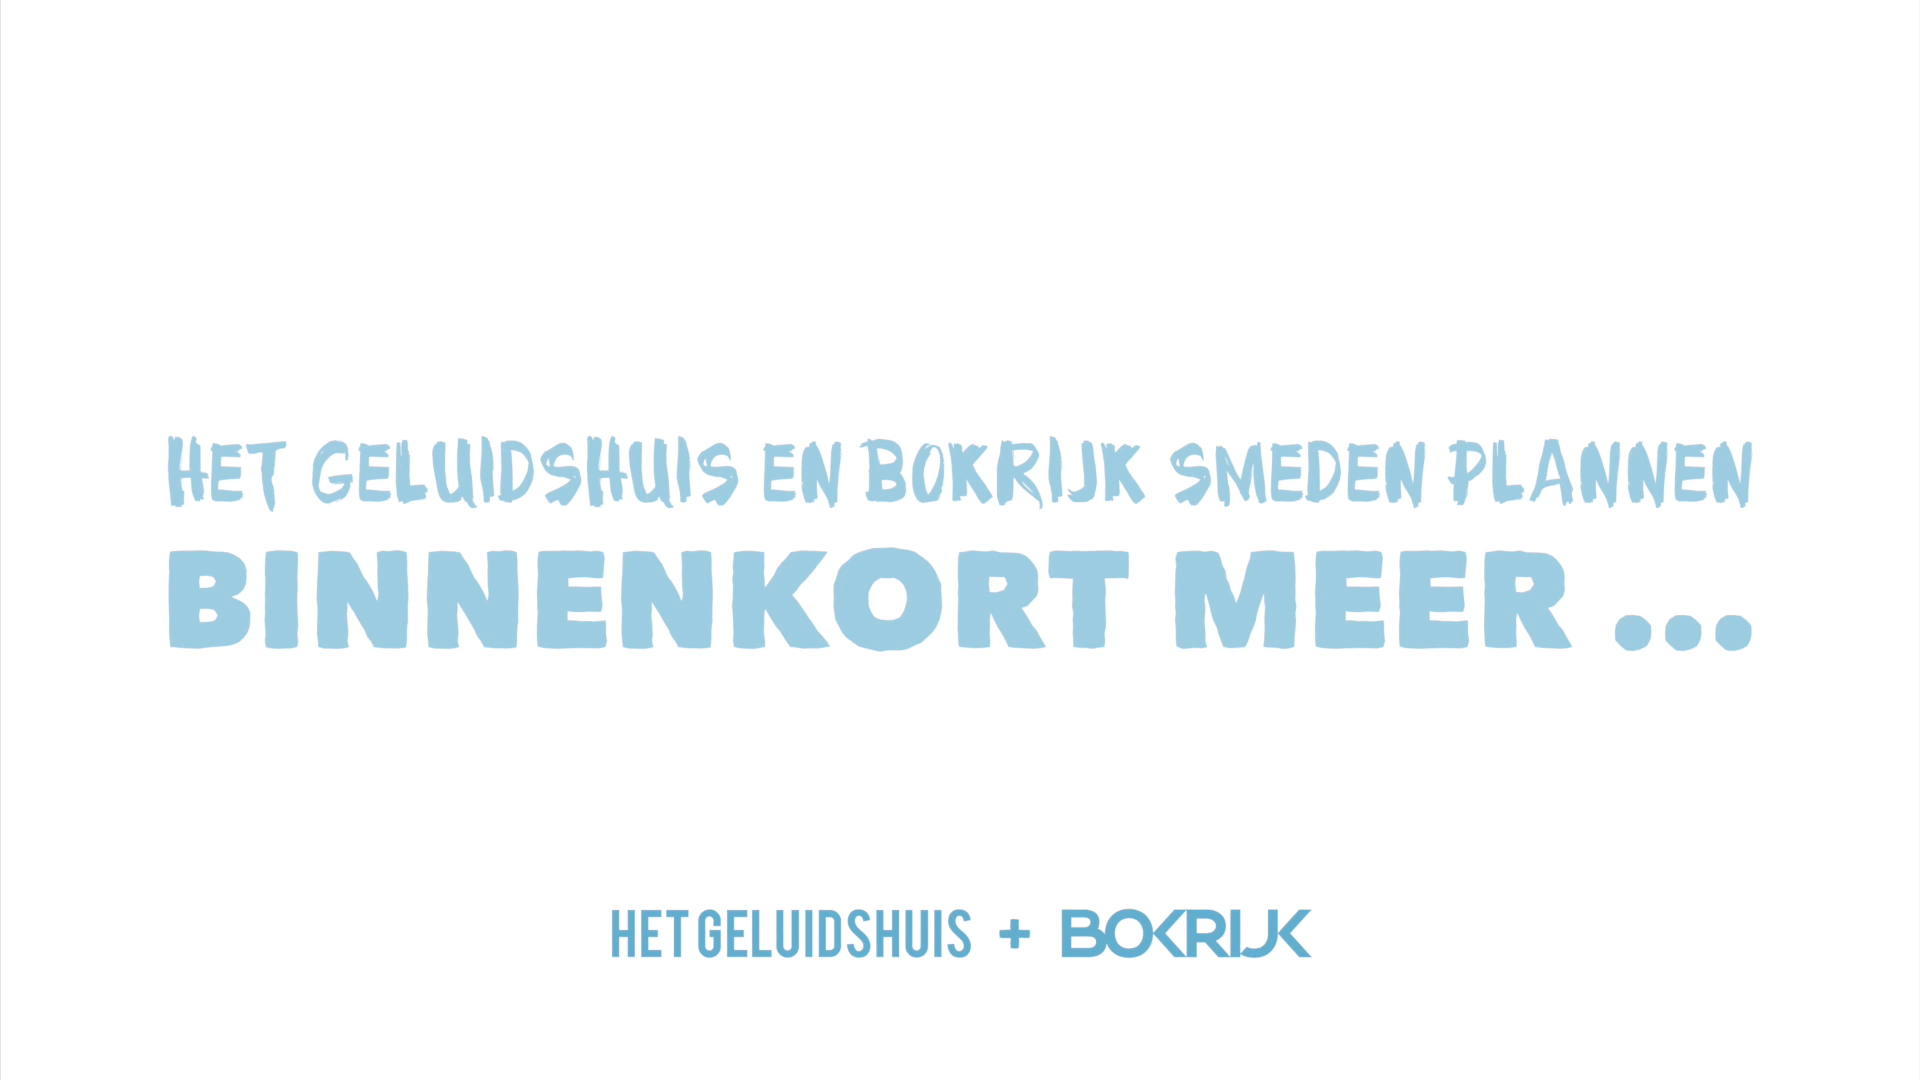 HET GELUIDSHUIS EN BOKRIJK SMEDEN PLANNEN
BINNENKORT MEER ...
HET GELUIDSHUIS + BOKRIJK